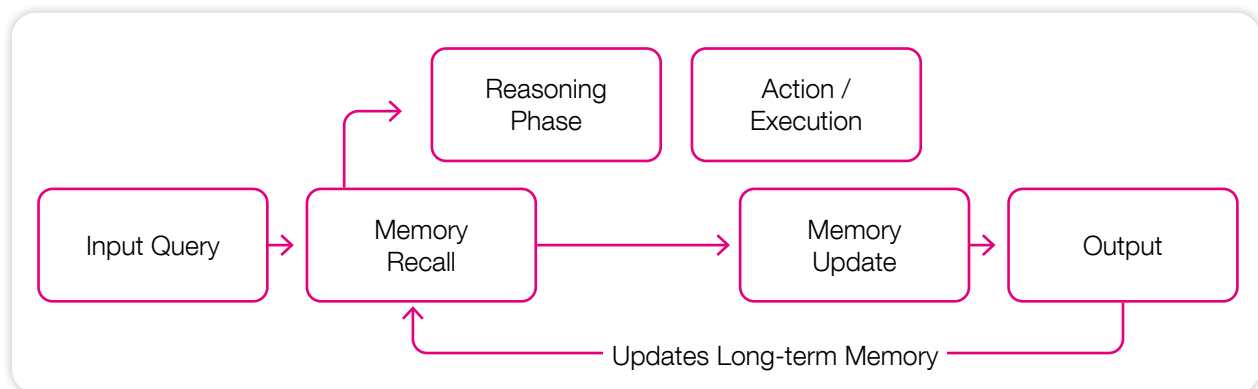 Reasoning
Phase
Action /
Execution
Input Query
Memory
Recall
Memory
Update
Output
Updates Long-term Memory